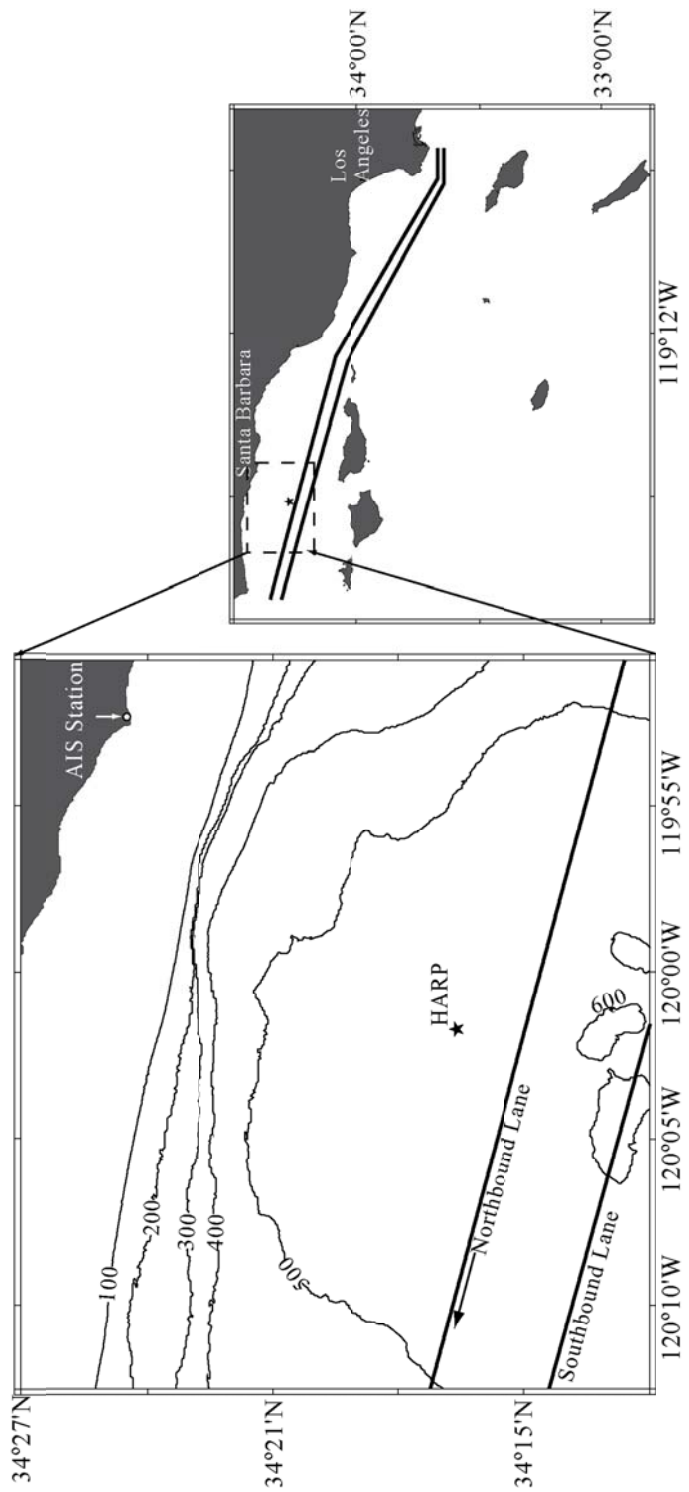 34°27'N
34°21'N
34°15'N
120°10'W
120°05'W
120°00'W
119°55'W
AIS Station
100
200
300
400
500
600
HARP
Northbound Lane
Southbound Lane
Santa Barbara
Los
Angeles
34°00'N
33°00'N
119°12'W